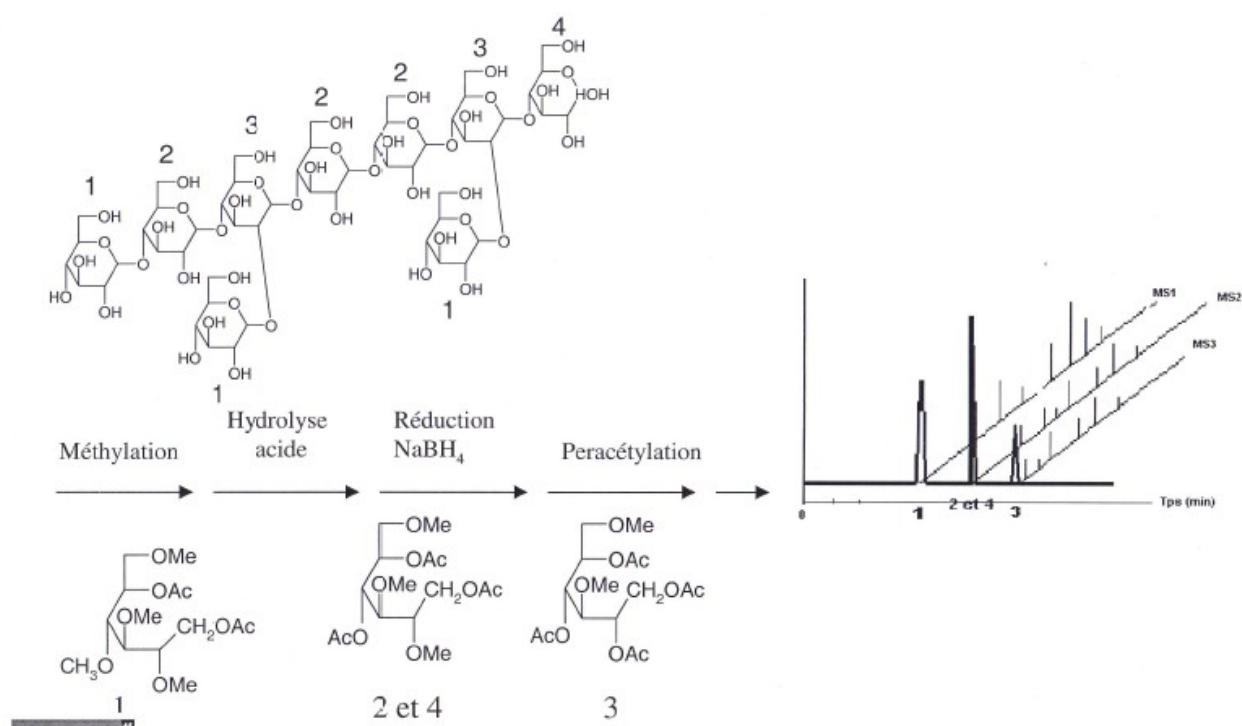 4
3
2
2
3
2
1
OH
OH
OH
OH
OH
OH
OH
O
O
O
O
O
O
O
OH
OH
OH
OH
OH
OH
OH
HOH
O
O
O
O
O
O
OH
OH
OH
OH
OH
OH
HO
OH
O
OH
OH
HO
OH
1
O
OH
OH
HO
OH
1
Méthylation
Hydrolyse
acide
Réduction
NaBH4
Peracétylation
MS1
MS2
MS3
0
1
2 et 4
3
Tps (min)
OMe
OAc
OMe
CH2OAc
CH3O
OMe
1
OMe
OAc
OMe
CH2OAc
AcO
OMe
2 et 4
OMe
OAc
OMe
CH2OAc
AcO
OAc
3